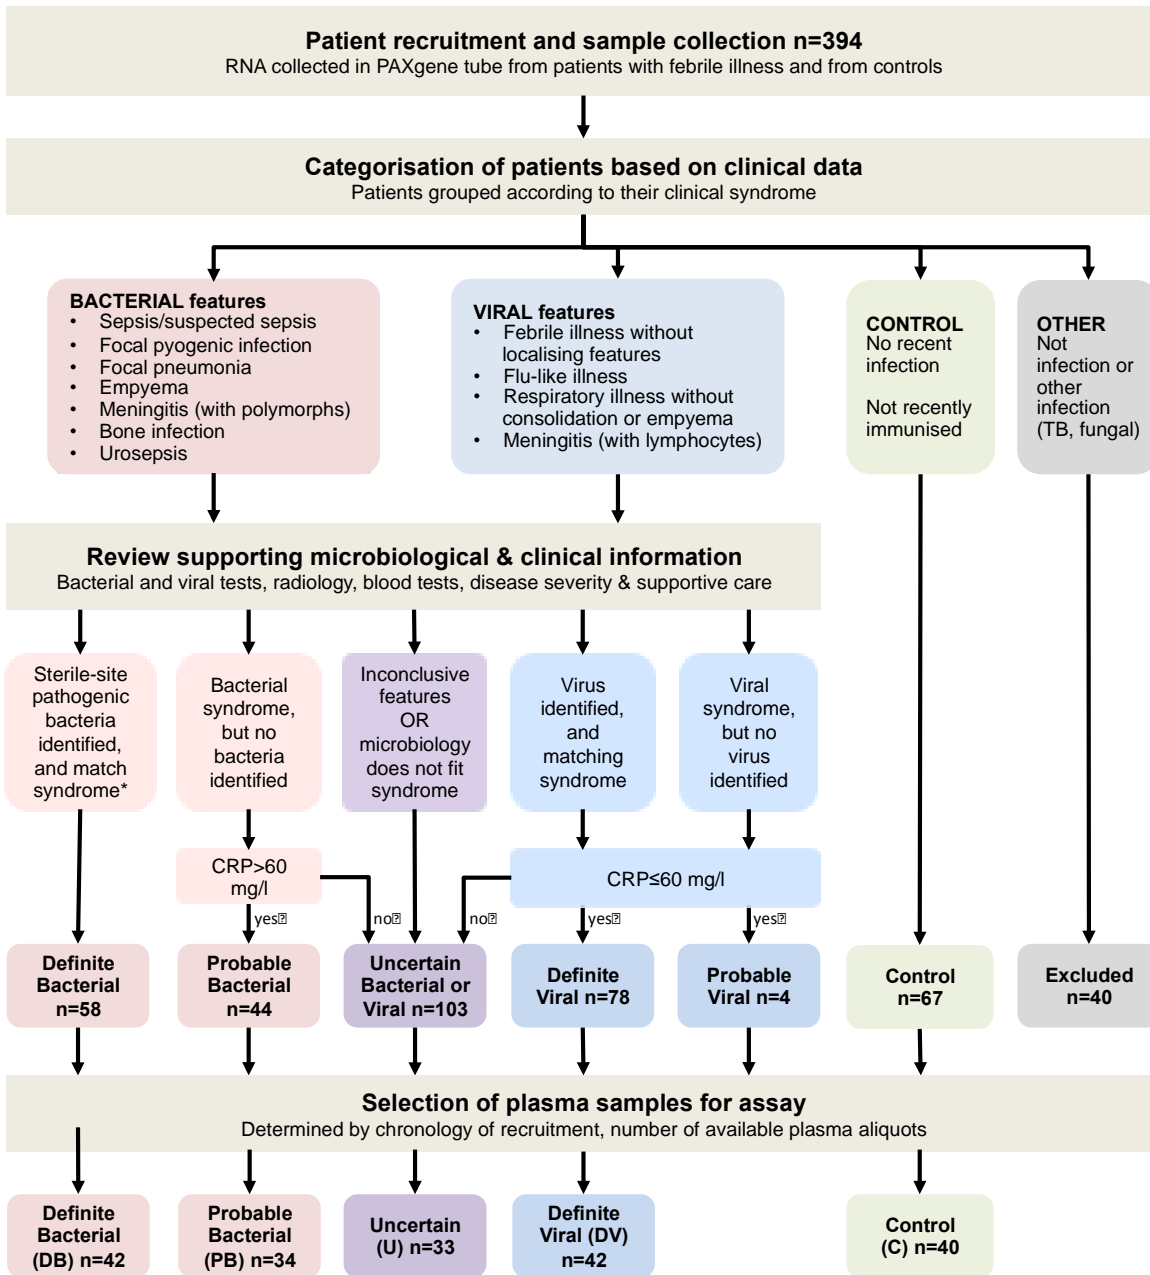 Patient recruitment and sample collection n=394
RNA collected in PAXgene tube from patients with febrile illness and from controls
Categorisation of patients based on clinical data
Patients grouped according to their clinical syndrome
BACTERIAL features
• Sepsis/suspected sepsis
• Focal pyogenic infection
• Focal pneumonia
• Empyema
• Meningitis (with polymorphs)
• Bone infection
• Urosepsis
VIRAL features
• Febrile illness without
localising features
• Flu-like illness
• Respiratory illness without
consolidation or empyema
• Meningitis (with lymphocytes)
CONTROL
No recent
infection
Not recently
immunised
OTHER
Not
infection or
other
infection
(TB, fungal)
Review supporting microbiological & clinical information
Bacterial and viral tests, radiology, blood tests, disease severity & supportive care
Sterile-site
pathogenic
bacteria
identified,
and match
syndrome*
Bacterial
syndrome,
but no
bacteria
identified
Inconclusive
features
OR
microbiology
does not fit
syndrome
Virus
identified,
and
matching
syndrome
Viral
syndrome,
but no
virus
identified
CRP>60
mg/l
CRP≤60 mg/l
yes
no
no
yes
yes
Definite
Bacterial
n=58
Probable
Bacterial
n=44
Uncertain
Bacterial or
Viral n=103
Definite
Viral n=78
Probable
Viral n=4
Control
n=67
Excluded
n=40
Selection of plasma samples for assay
Determined by chronology of recruitment, number of available plasma aliquots
Definite
Bacterial
(DB) n=42
Probable
Bacterial
(PB) n=34
Uncertain
(U) n=33
Definite
Viral (DV)
n=42
Control
(C) n=40